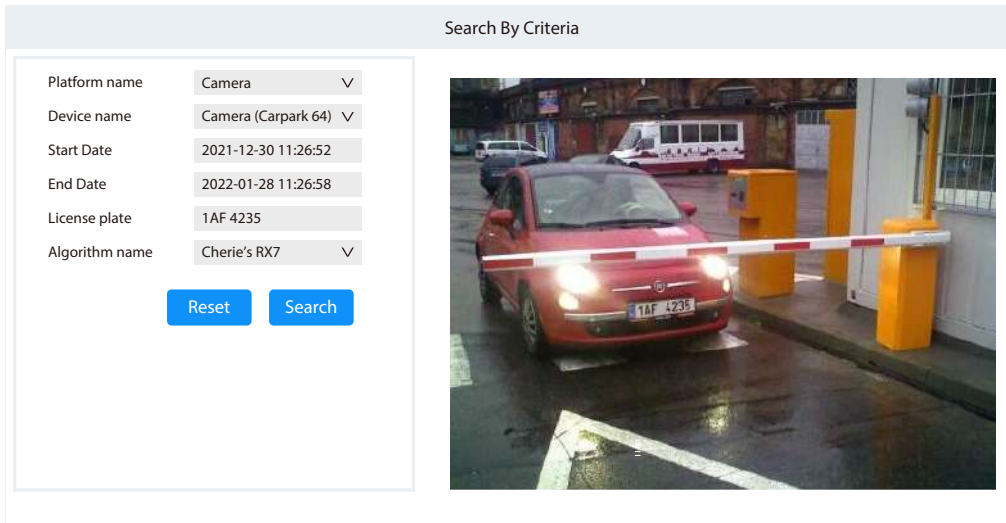 Search By Criteria
Platform name Camera
Device name Camera (Carpark 64)
Start Date 2021-12-30 11:26:52
End Date 2022-01-28 11:26:58
License plate 1AF 4235
Algorithm name Cherie's RX7
Reset Search
1AF 4235